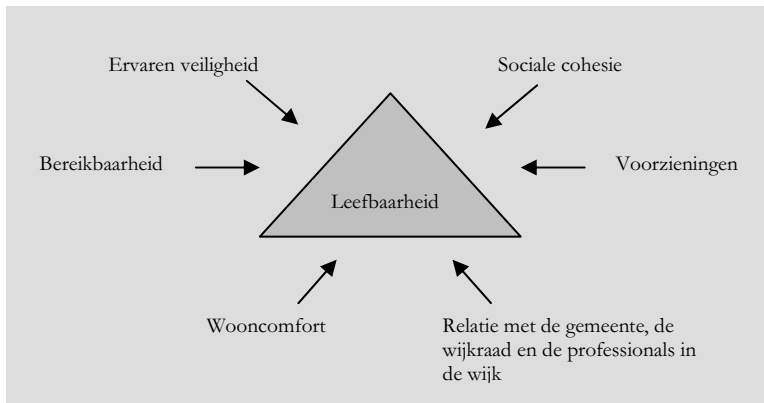 Ervaren veiligheid
Sociale cohesie
Bereikbaarheid
Voorzieningen
Leefbaarheid
Wooncomfort
Relatie met de gemeente, de
wijkraad en de professionals in
de wijk